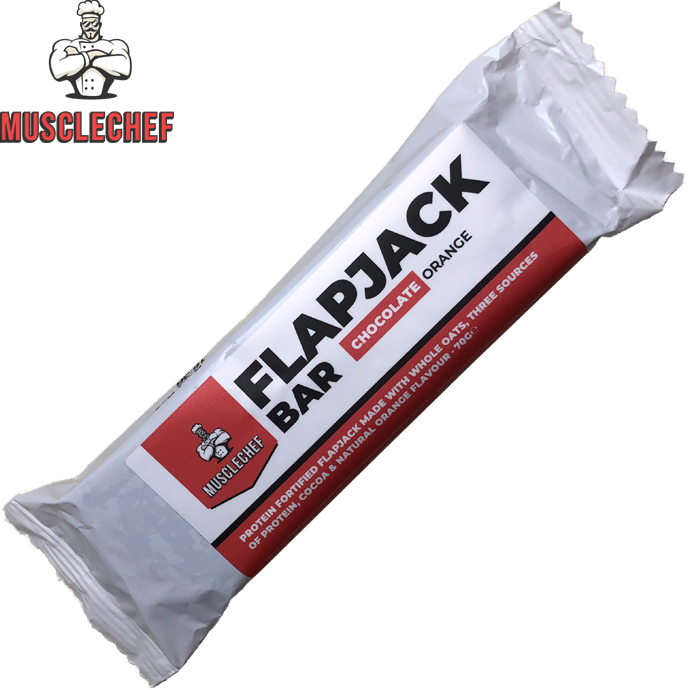 MUSCLECHEF
FLAPJACK
BAR
CHOCOLATE ORANGE
MUSCLECHEF
PROTEIN FORTIFIED FLAPJACK MADE WITH WHOLE OATS, THREE SOURCES
OF PROTEIN, COCOA & NATURAL ORANGE FLAVOUR - 70G